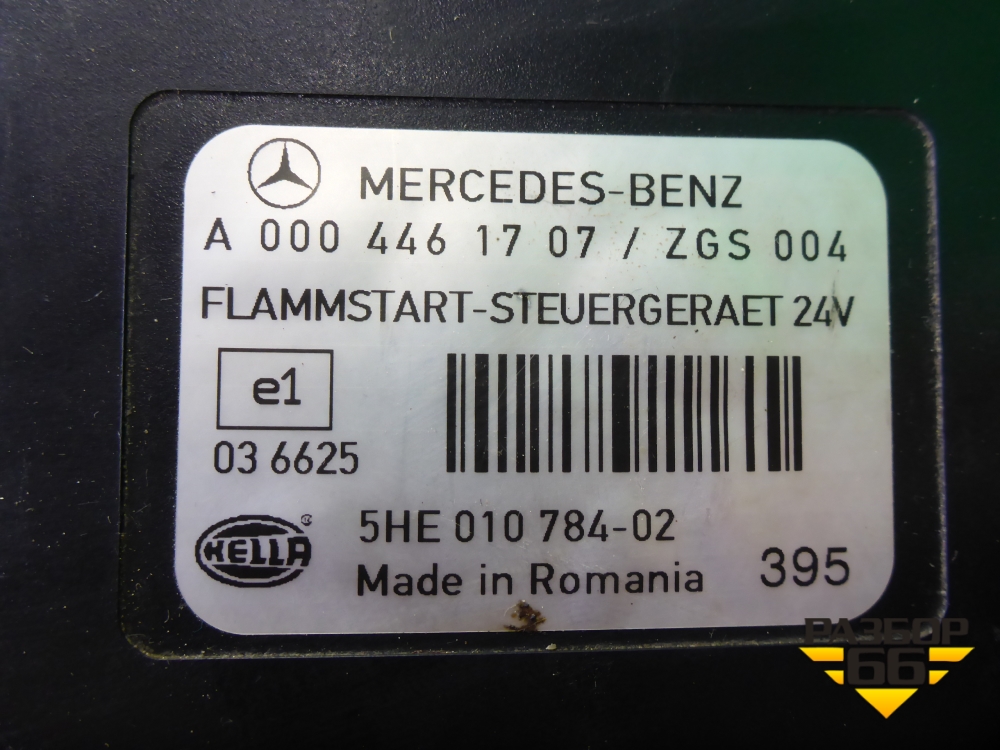 MERCEDES-BENZ
A 000 446 17 07 / ZGS 004
FLAMMSTART-STEUERGERAET 24V
e1
03 6625
HELLA
5HE 010 784-02
Made in Romania
395
РАЗБОР
66